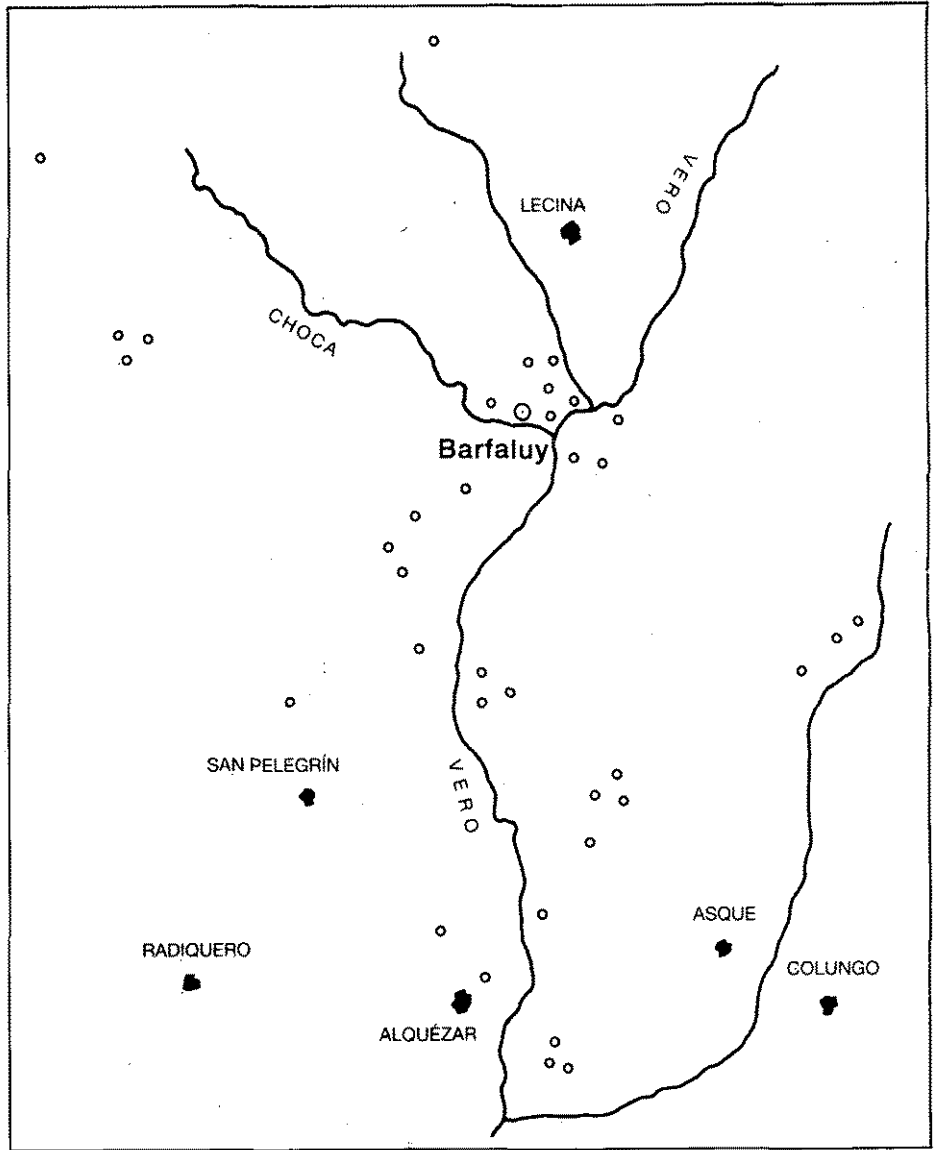 VERO
LECINA
CHOCA
Barfaluy
SAN PELEGRÍN
VERO
RADIQUERO
ASQUE
COLUNGO
ALQUÉZAR